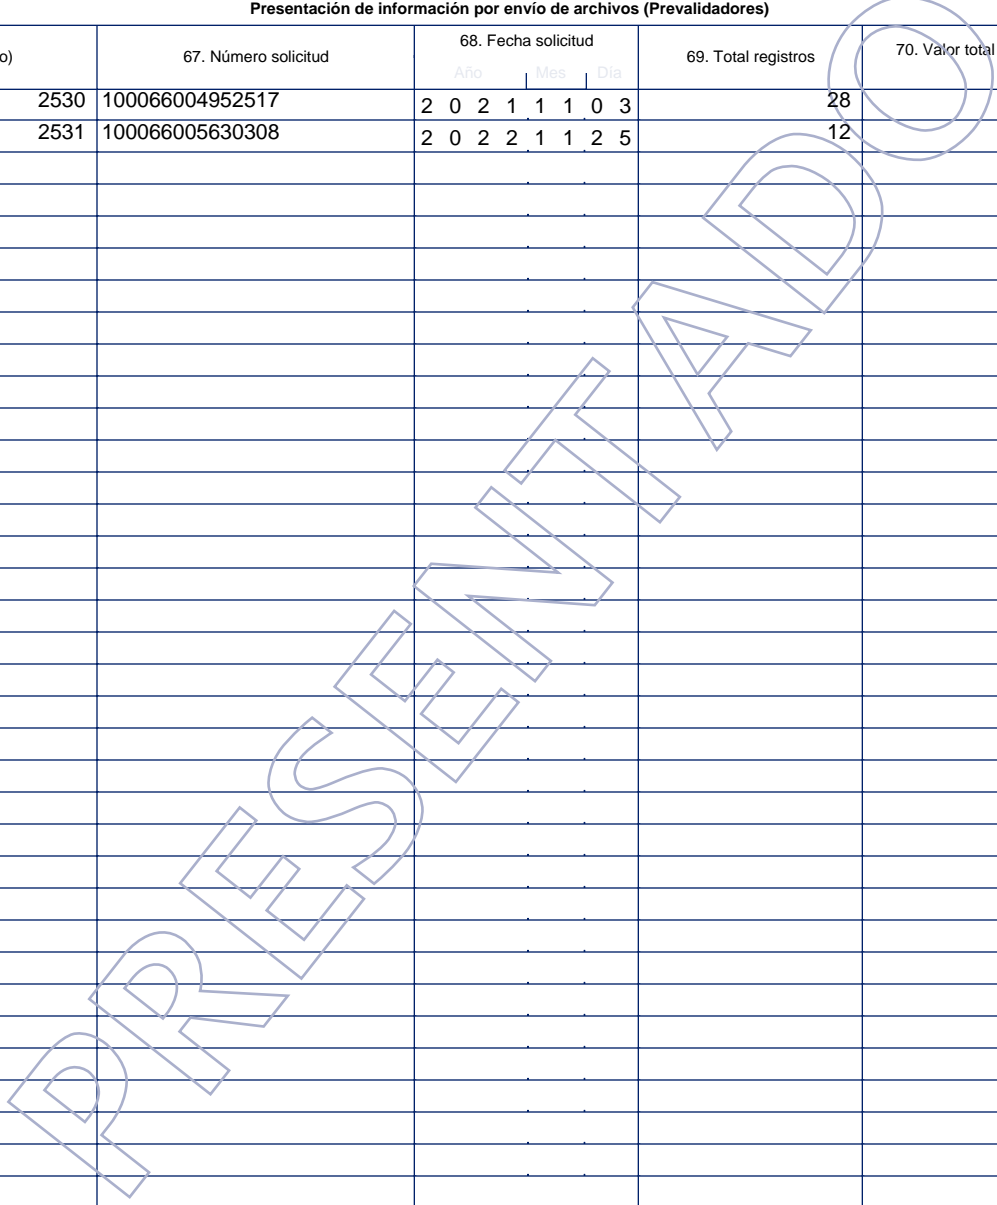 Presentación de información por envío de archivos (Prevalidadores)
o) 67. Número solicitud 68. Fecha solicitud 69. Total registros 70. Valor total
Año Mes Día
2530 100066004952517 2 0 2 1 1 1 0 3 28
2531 100066005630308 2 0 2 2 1 1 2 5 12
PRESENTADO